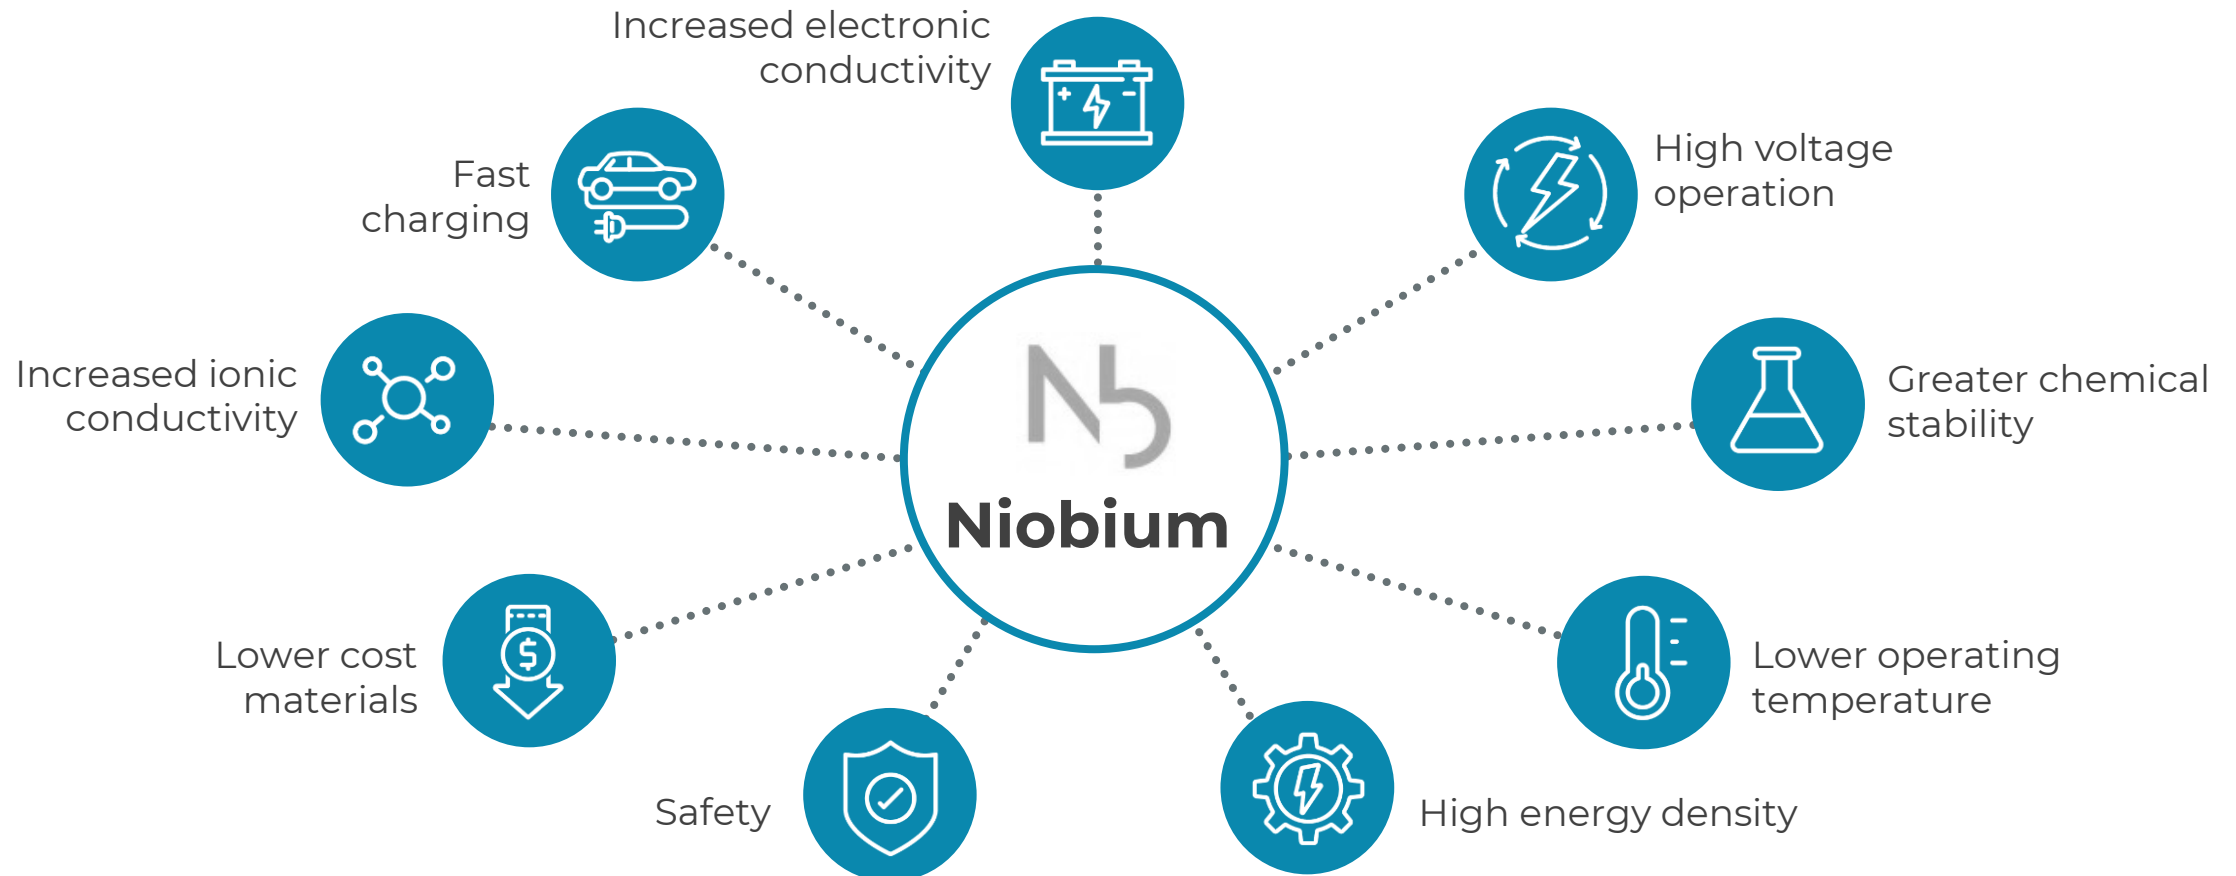 Increased electronic
conductivity
High voltage
operation
Fast
charging
Increased ionic
conductivity
Greater chemical
stability
Nb
Niobium
Lower cost
materials
$
Lower operating
temperature
Safety
High energy density